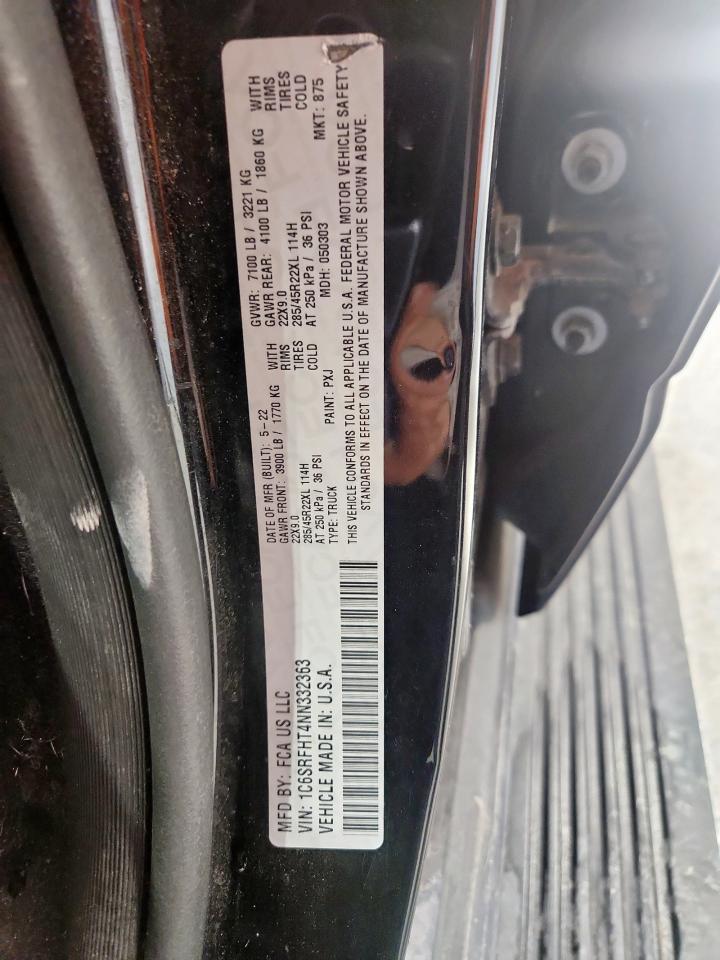 MFD BY: FCA US LLC
VIN: 1C6SRFHT4NN332363
VEHICLE MADE IN: U.S.A.
DATE OF MFR (BUILT): 5-22 GVWR: 7100 LB / 3221 KG
GAWR FRONT: 3900 LB / 1770 KG WITH GAWR REAR: 4100 LB / 1860 KG WITH
22X9.0 RIMS 22X9.0 RIMS
285/45R22XL 114H TIRES 285/45R22XL 114H TIRES
AT 250 kPa / 36 PSI COLD AT 250 kPa / 36 PSI COLD
TYPE: TRUCK PAINT: PXJ MDH: 050303 MKT: 875
THIS VEHICLE CONFORMS TO ALL APPLICABLE U.S.A. FEDERAL MOTOR VEHICLE SAFETY
STANDARDS IN EFFECT ON THE DATE OF MANUFACTURE SHOWN ABOVE.